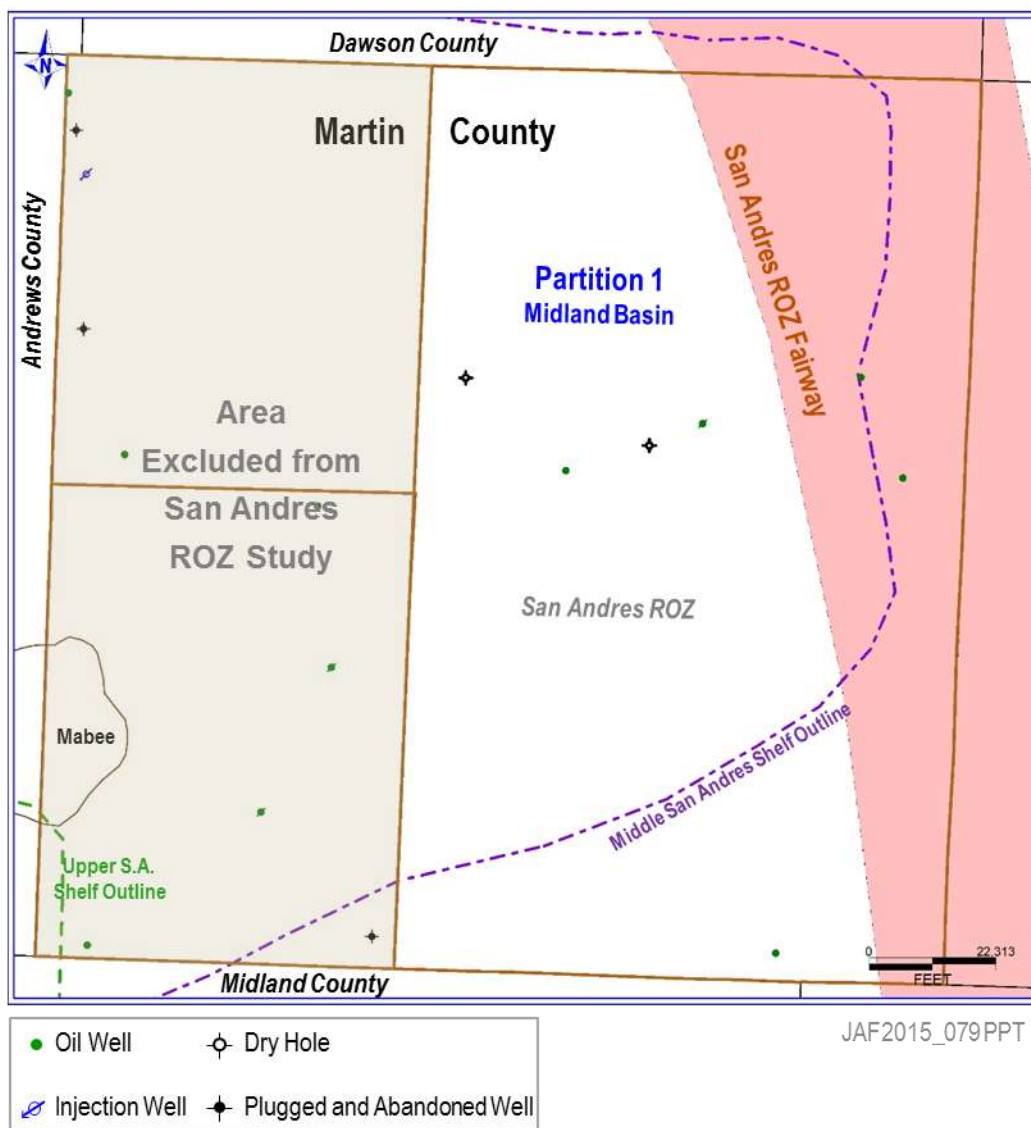 Dawson County
N
Martin County
Andrews County
San Andres ROZ Fairway
Partition 1
Midland Basin
Area
Excluded from
San Andres
ROZ Study
San Andres ROZ
Mabee
Middle San Andres Shelf Outline
Upper S.A.
Shelf Outline
Midland County
0 22,313
FEET
JAF2015_079PPT
Oil Well
Dry Hole
Injection Well
Plugged and Abandoned Well